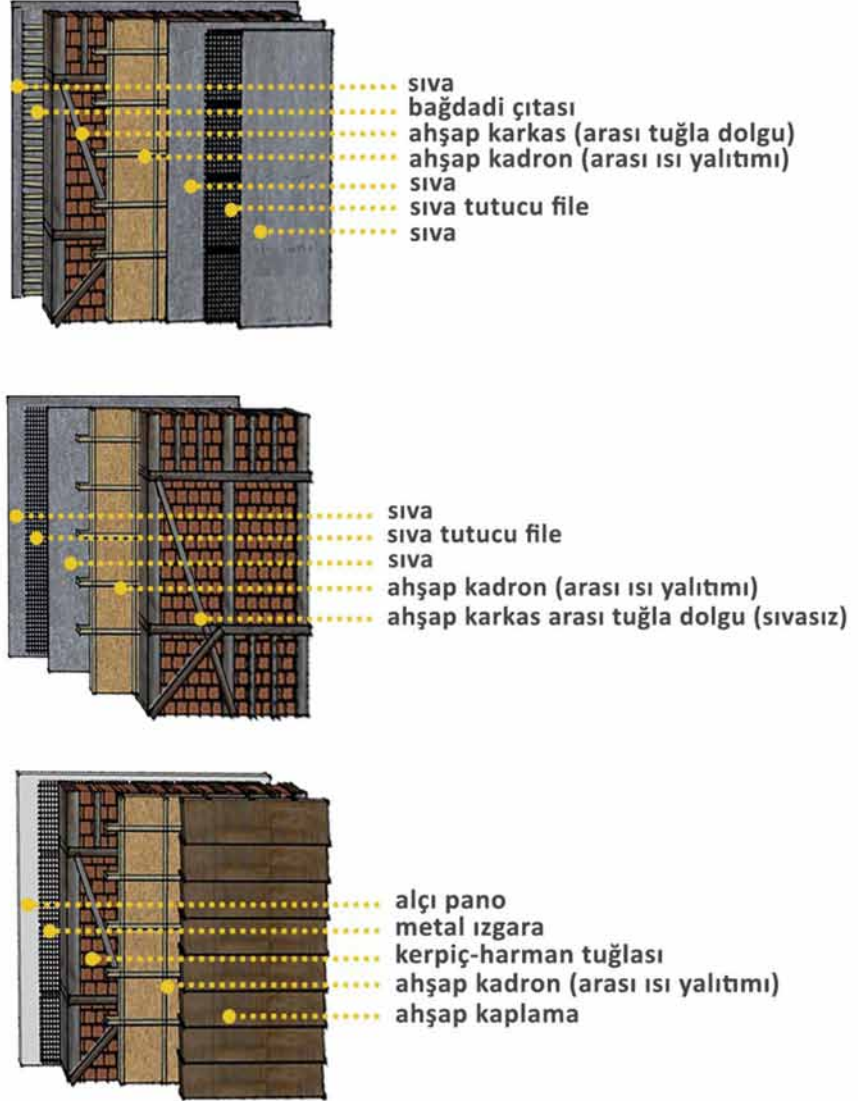 sıva
bağdadi çıtası
ahşap karkas (arası tuğla dolgu)
ahşap kadron (arası ısı yalıtımı)
sıva
sıva tutucu file
sıva
sıva
sıva tutucu file
sıva
ahşap kadron (arası ısı yalıtımı)
ahşap karkas arası tuğla dolgu (sıvasız)
alçı pano
metal ızgara
kerpiç-harman tuğlası
ahşap kadron (arası ısı yalıtımı)
ahşap kaplama